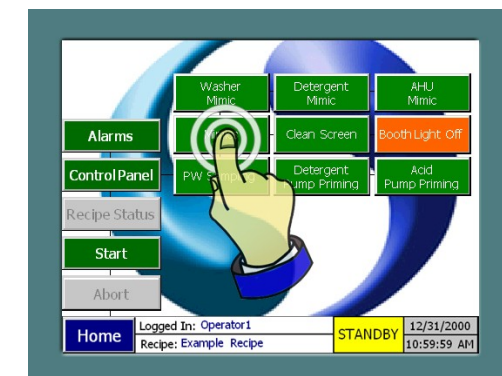 Washer
Mimic
Detergent
Mimic
AHU
Mimic
Alarms
Clean Screen
Booth Light Off
Control Panel
PW
Detergent
Pump Priming
Acid
Pump Priming
Recipe Status
Start
Abort
Home
Logged In: Operator1
Recipe: Example Recipe
STANDBY
12/31/2000
10:59:59 AM